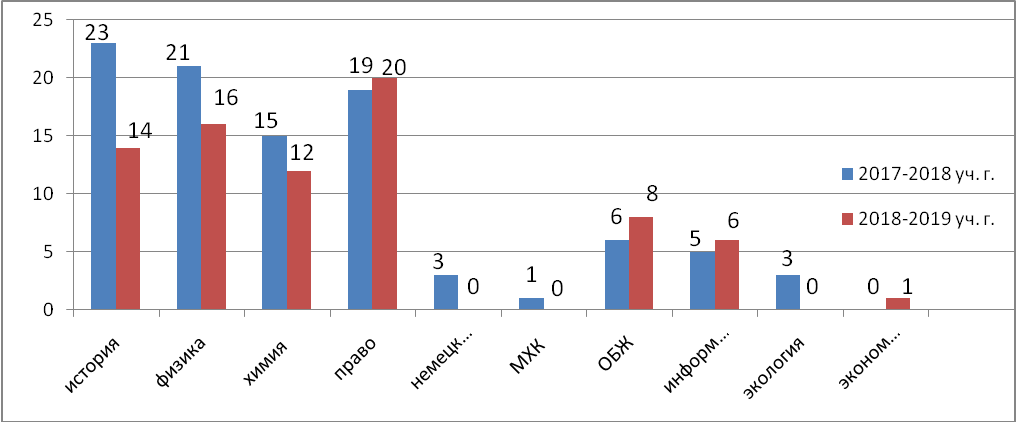 25
20
15
10
5
0
23
14
21
16
15
12
19
20
3
0
1
0
6
8
5
6
3
0
0
1
история
физика
химия
право
немецк...
МХК
ОБЖ
информ...
экология
эконом...
2017-2018 уч. г.
2018-2019 уч. г.